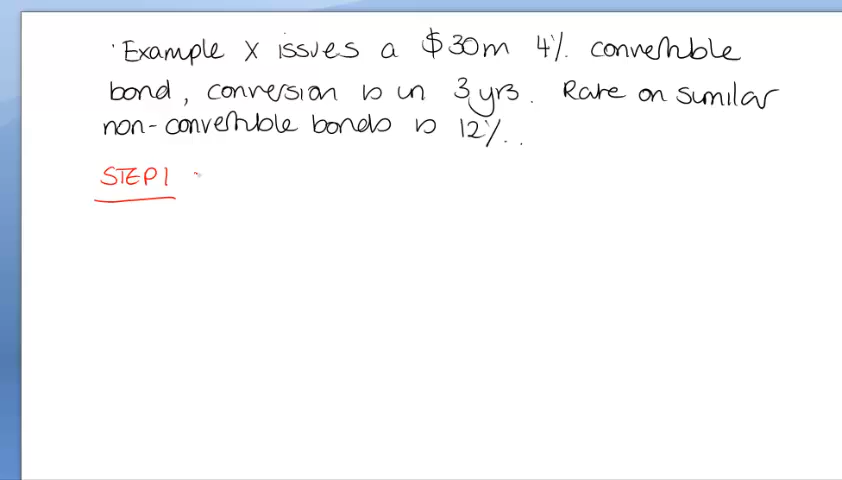 Example X issues a $30m 4% convertible
bond, conversion is in 3 yrs. Rate on similar
non-convertible bonds is 12%.
STEP 1